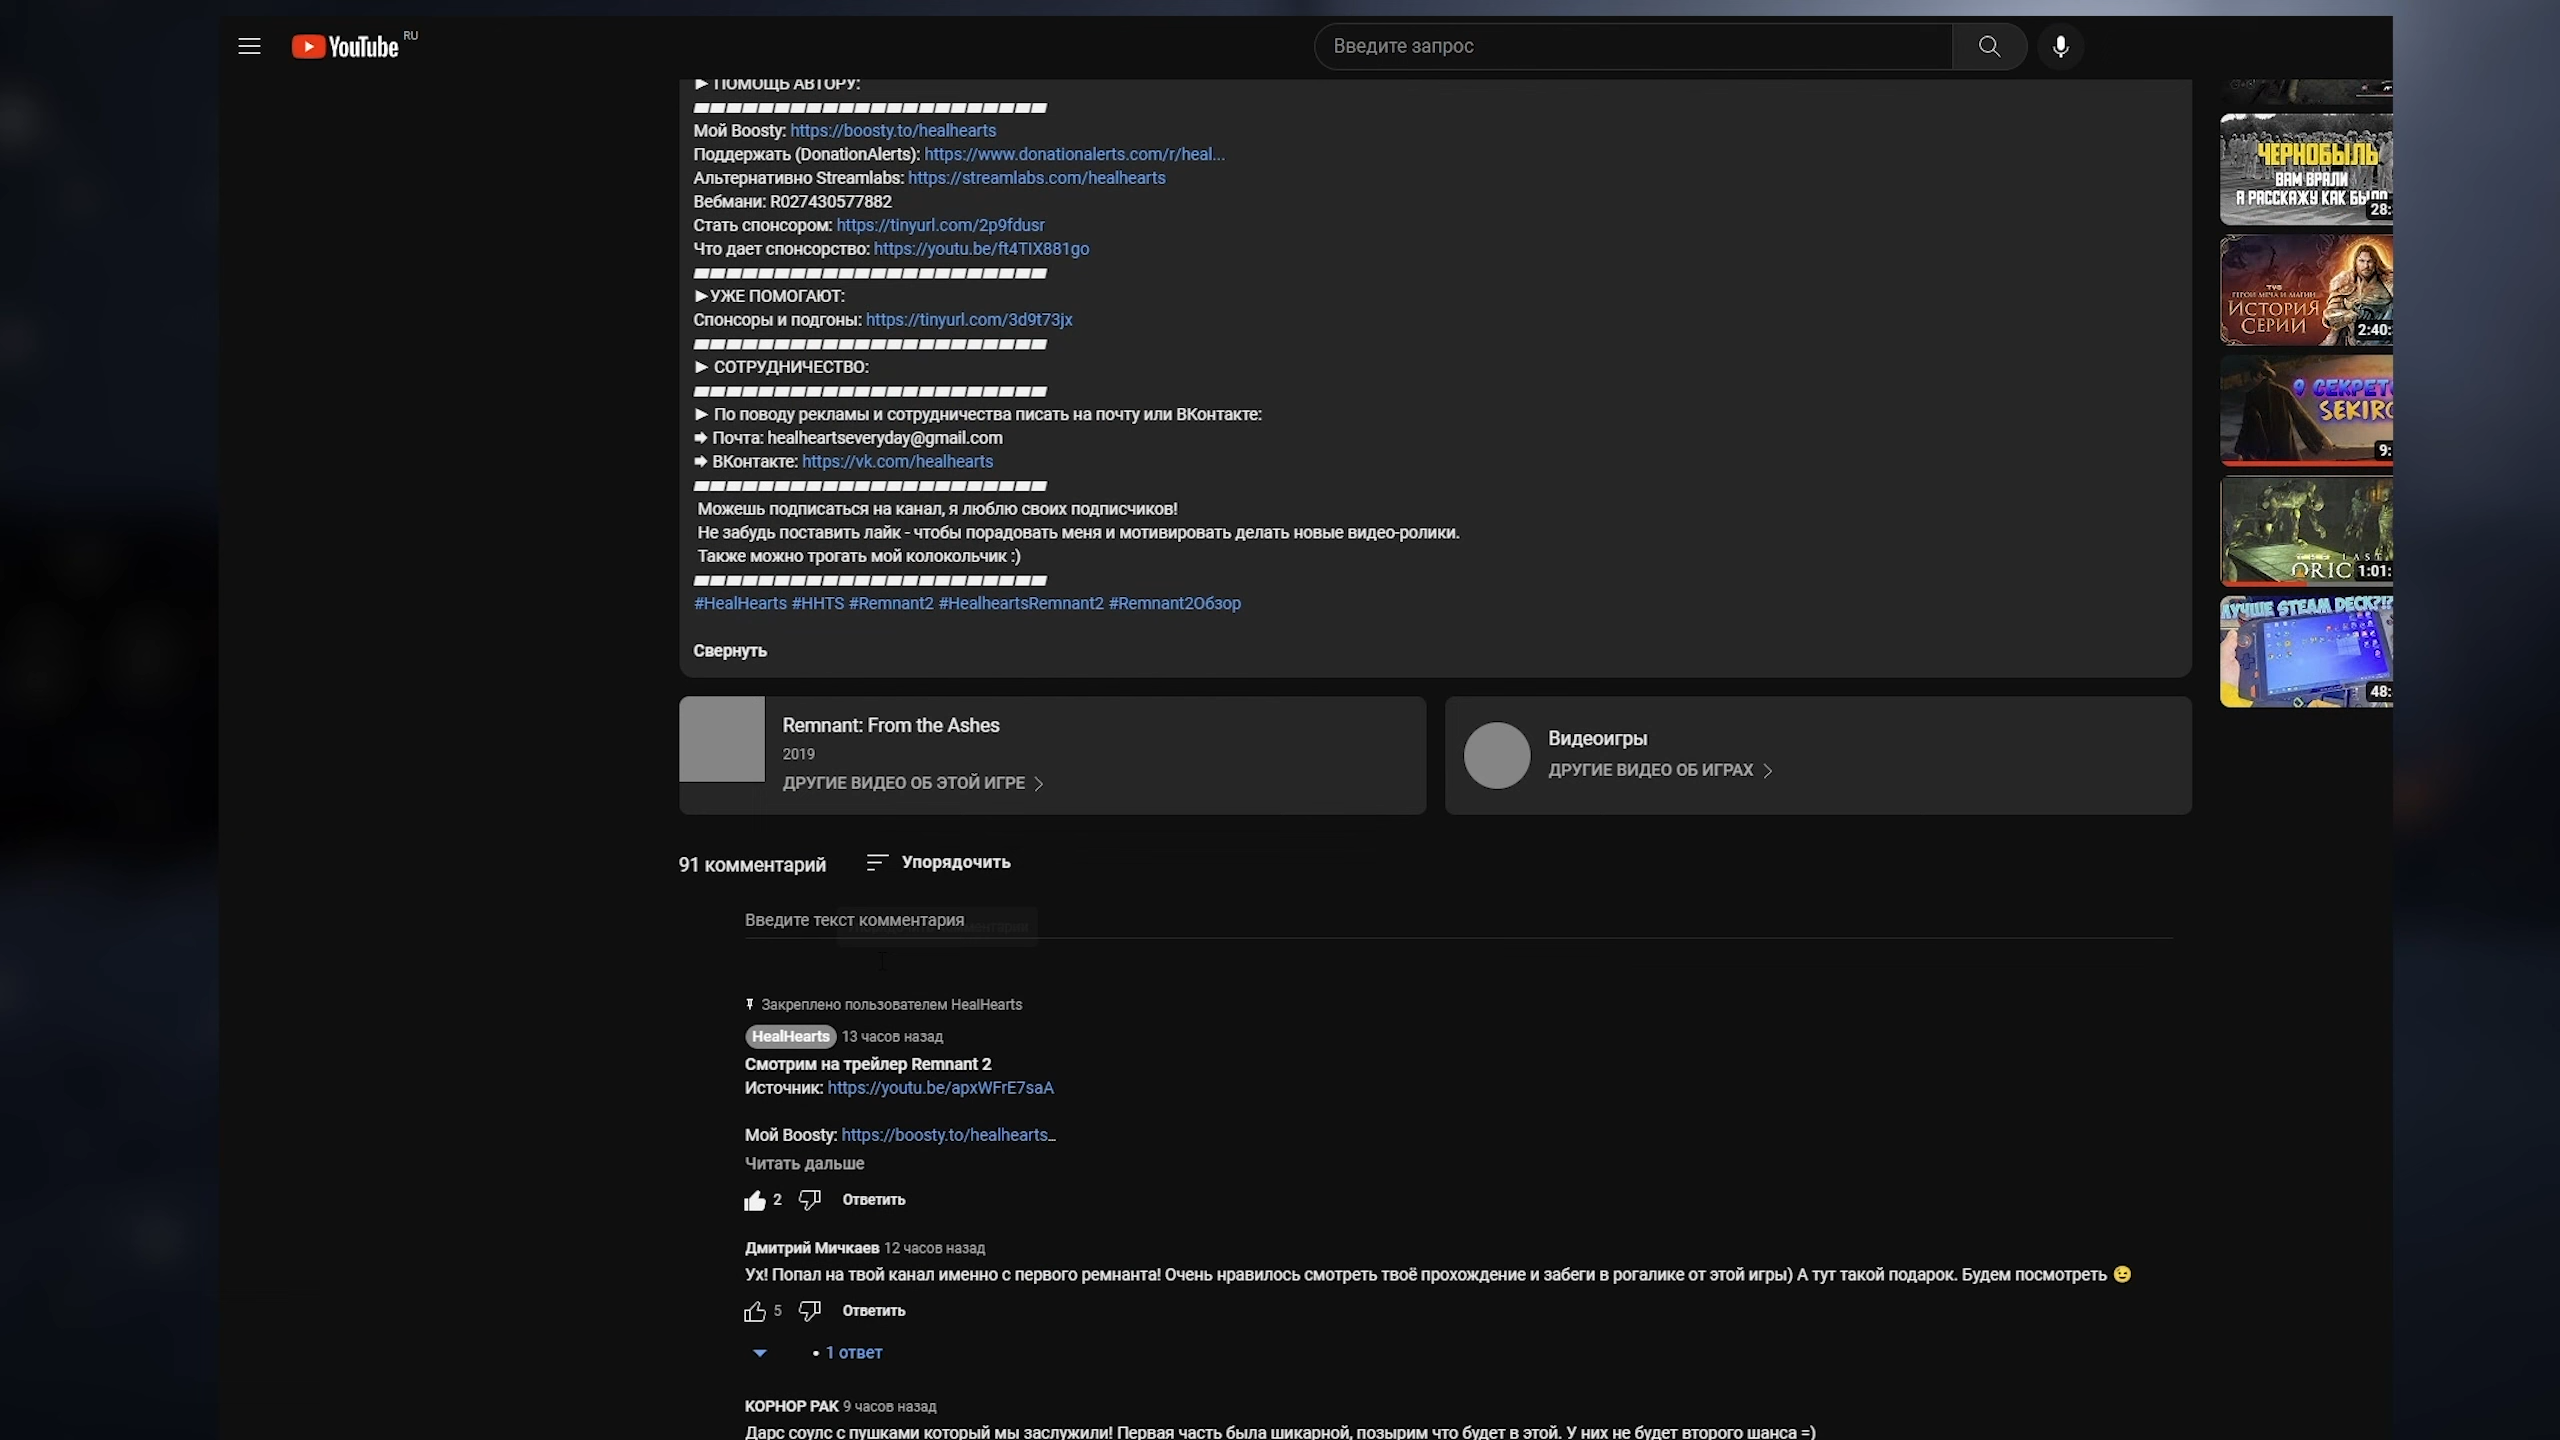 YouTube RU
Введите запрос
► ПОМОЩЬ АВТОРУ:
Мой Boosty: https://boosty.to/healhearts
Поддержать (DonationAlerts): https://www.donationalerts.com/r/heal...
Альтернативно Streamlabs: https://streamlabs.com/healhearts
Вебмани: R027430577882
Стать спонсором: https://tinyurl.com/2p9fdusr
Что дает спонсорство: https://youtu.be/ft4TIX881go
►УЖЕ ПОМОГАЮТ:
Спонсоры и подгоны: https://tinyurl.com/3d9t73jx
► СОТРУДНИЧЕСТВО:
► По поводу рекламы и сотрудничества писать на почту или ВКонтакте:
➡ Почта: healheartseveryday@gmail.com
➡ ВКонтакте: https://vk.com/healhearts
Можешь подписаться на канал, я люблю своих подписчиков!
Не забудь поставить лайк - чтобы порадовать меня и мотивировать делать новые видео-ролики.
Также можно трогать мой колокольчик :)
#HealHearts #HHTS #Remnant2 #HealheartsRemnant2 #Remnant2Обзор
Свернуть
ЧЕРНОБЫЛЬ
ВАМ ВРАЛИ
Я РАССКАЖУ КАК БЫЛО
28:
TVG
ГЕРОИ МЕЧА И МАГИИ
ИСТОРИЯ
СЕРИИ
2:40:
9 СЕКРЕТО
SEKIRO
9:
LAST
ORIC
1:01:
ЛУЧШЕ STEAM DECK?!?
48:
Remnant: From the Ashes
2019
ДРУГИЕ ВИДЕО ОБ ЭТОЙ ИГРЕ
Видеоигры
ДРУГИЕ ВИДЕО ОБ ИГРАХ
91 комментарий
Упорядочить
Введите текст комментария
Закреплено пользователем HealHearts
HealHearts 13 часов назад
Смотрим на трейлер Remnant 2
Источник: https://youtu.be/apxWFrE7saA
Мой Boosty: https://boosty.to/healhearts...
Читать дальше
2 Ответить
Дмитрий Мичкаев 12 часов назад
Ух! Попал на твой канал именно с первого ремнанта! Очень нравилось смотреть твоё прохождение и забеги в рогалике от этой игры) А тут такой подарок. Будем посмотреть 😉
5 Ответить
• 1 ответ
КОРНОР РАК 9 часов назад
Дарс соулс с пушками который мы заслужили! Первая часть была шикарной, позырим что будет в этой. У них не будет второго шанса =)